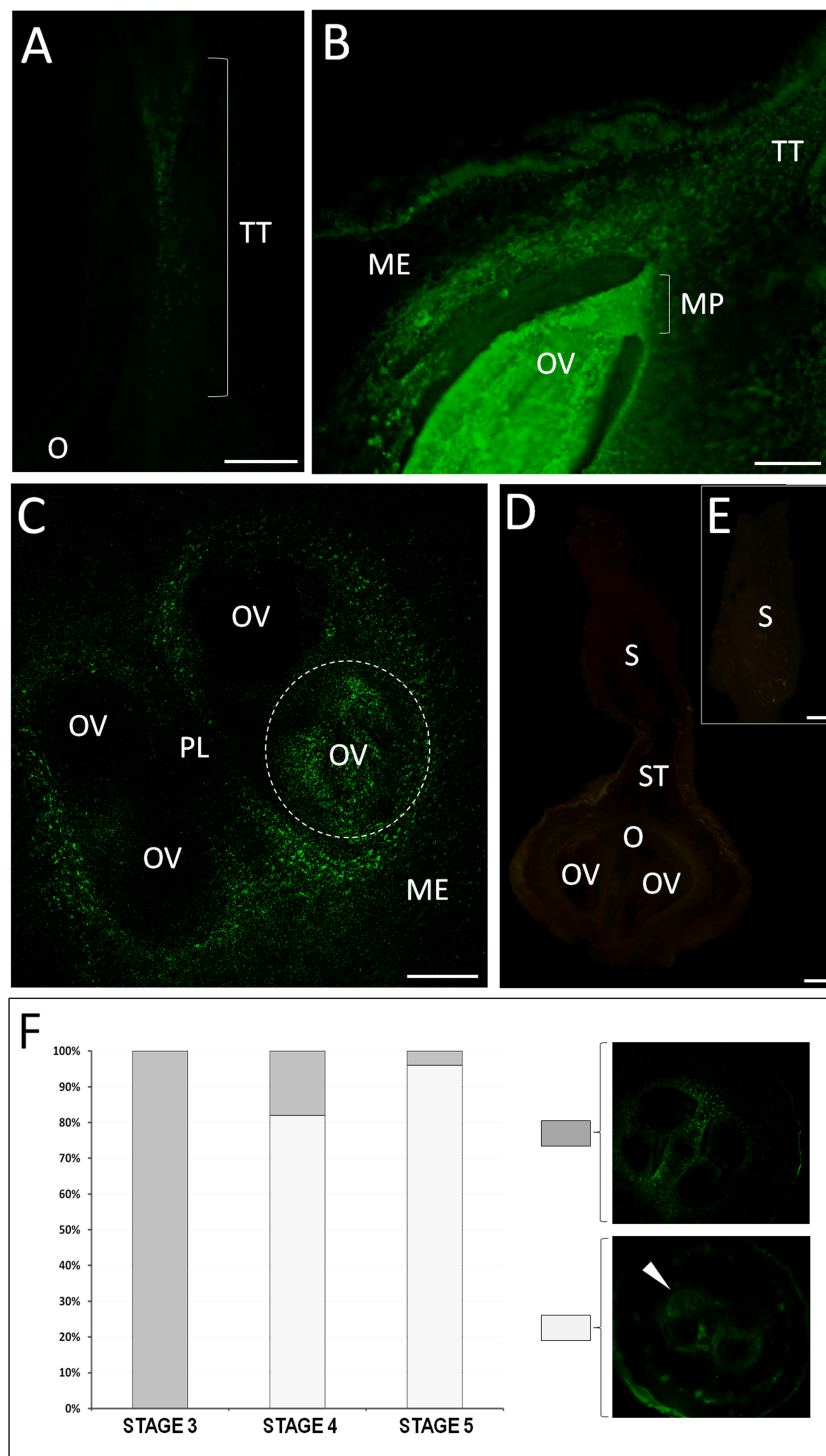 A
TT
O
B
TT
ME
MP
OV
C
OV
OV
PL
OV
OV
ME
D
S
ST
O
OV
OV
E
S
F
100%
90%
80%
70%
60%
50%
40%
30%
20%
10%
0%
STAGE 3
STAGE 4
STAGE 5